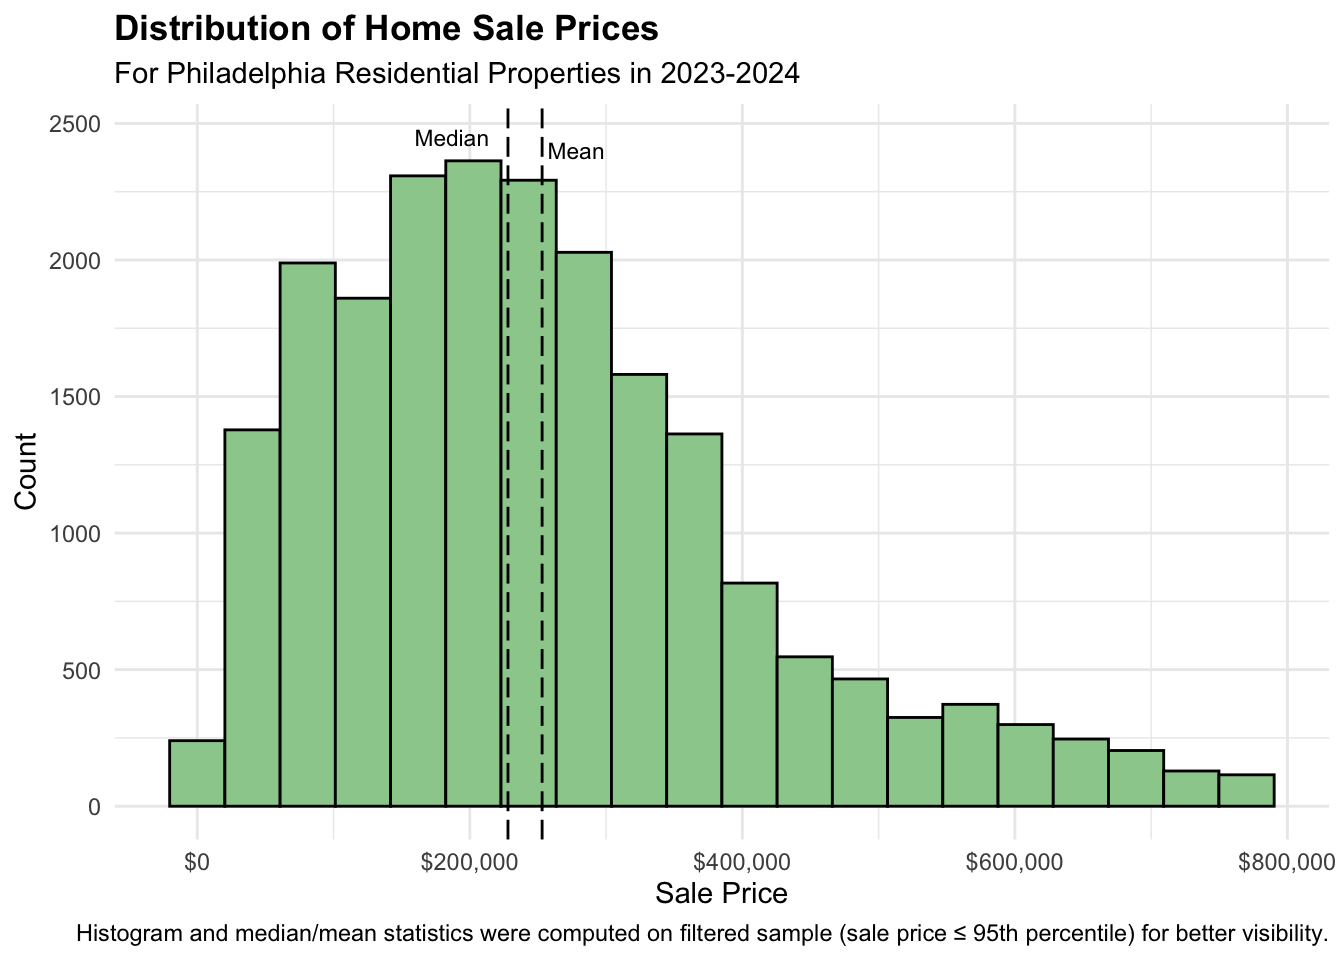 Distribution of Home Sale Prices
For Philadelphia Residential Properties in 2023-2024
2500
2000
1500
1000
500
0
Count
Median
Mean
$0 $200,000 $400,000 $600,000 $800,000
Sale Price
Histogram and median/mean statistics were computed on filtered sample (sale price ≤ 95th percentile) for better visibility.